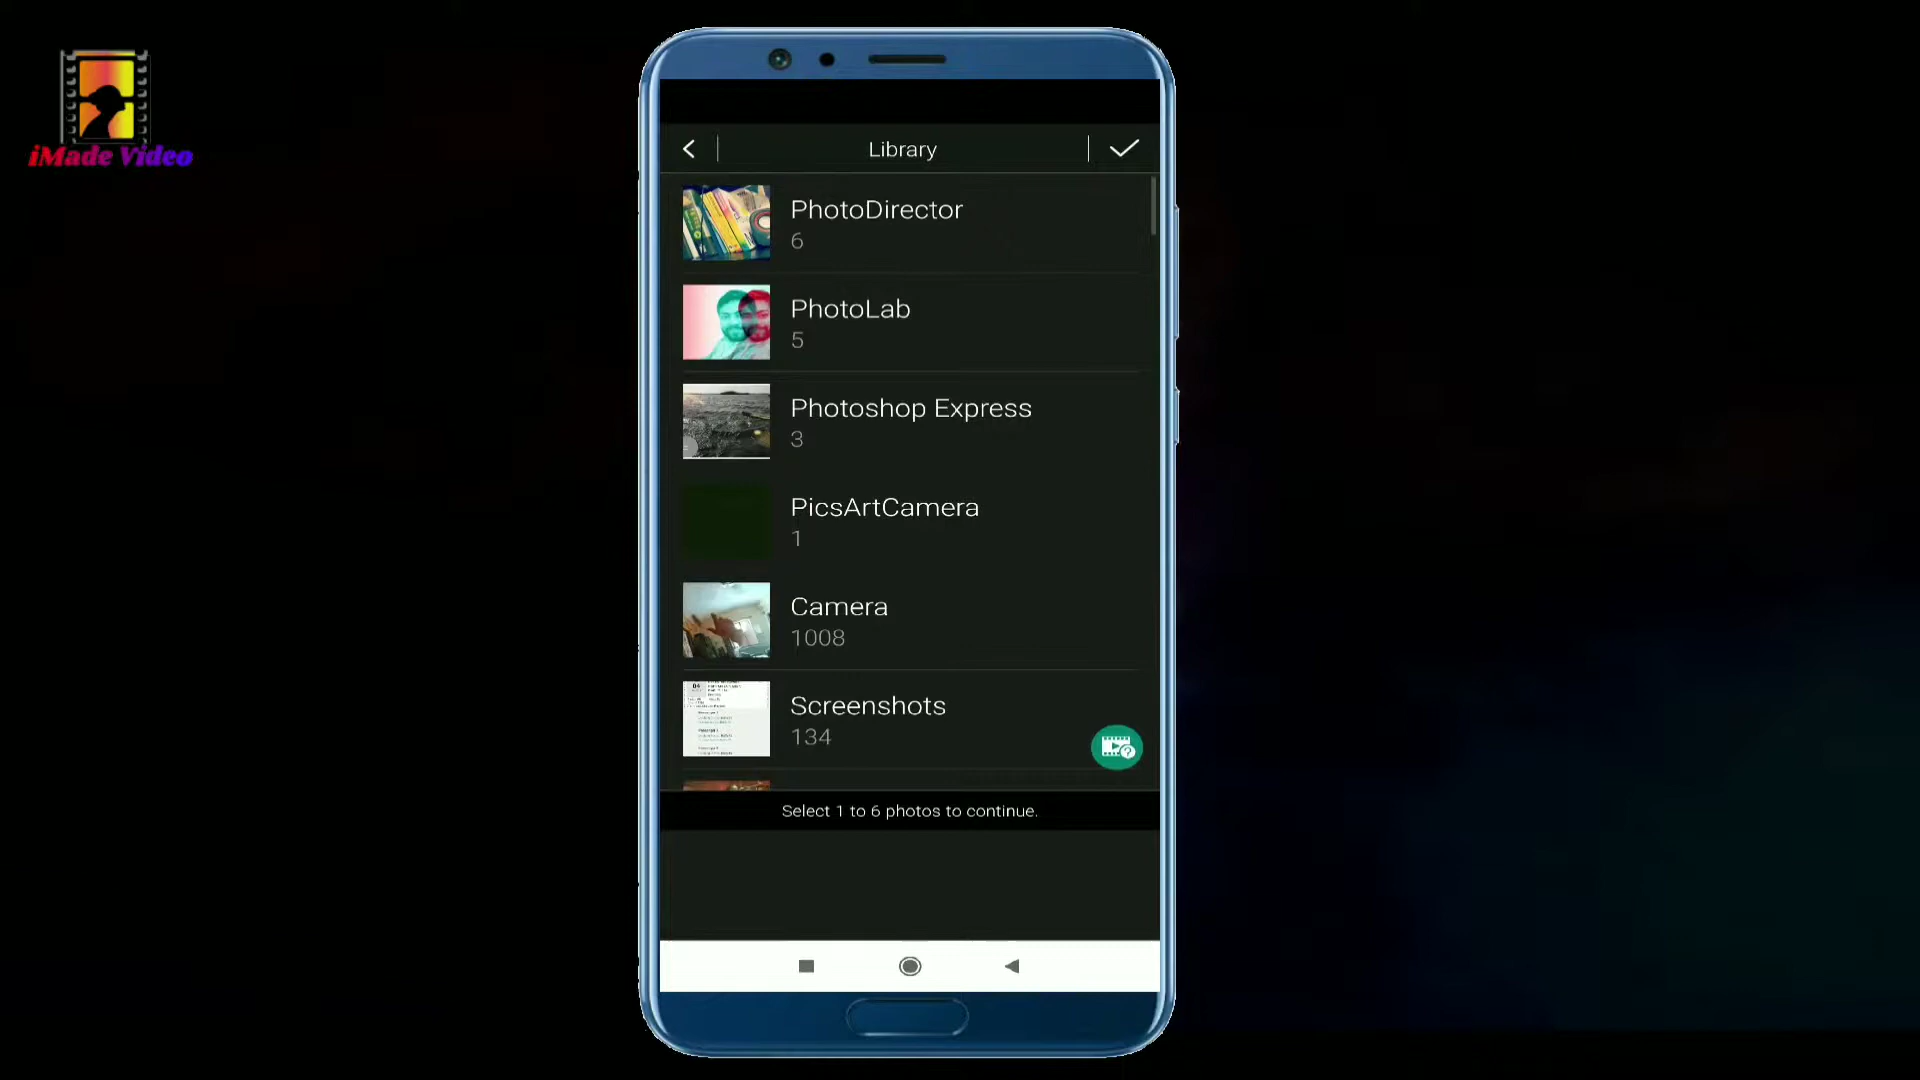 iMade Video
Library
PhotoDirector
6
PhotoLab
5
Photoshop Express
3
PicsArtCamera
1
Camera
1008
Screenshots
134
Select 1 to 6 photos to continue.